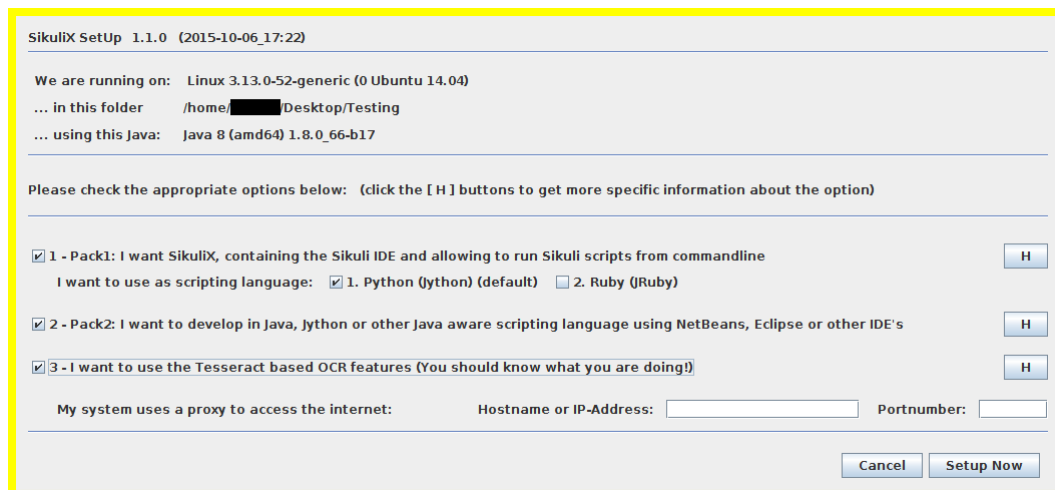 SikuliX SetUp 1.1.0 (2015-10-06_17:22)
We are running on: Linux 3.13.0-52-generic (0 Ubuntu 14.04)
... in this folder /home/ /Desktop/Testing
... using this Java: Java 8 (amd64) 1.8.0_66-b17
Please check the appropriate options below: (click the [ H ] buttons to get more specific information about the option)
1 - Pack1: I want SikuliX, containing the Sikuli IDE and allowing to run Sikuli scripts from commandline H
I want to use as scripting language: 1. Python (Jython) (default) 2. Ruby (JRuby)
2 - Pack2: I want to develop in Java, Jython or other Java aware scripting language using NetBeans, Eclipse or other IDE's H
3 - I want to use the Tesseract based OCR features (You should know what you are doing!) H
My system uses a proxy to access the internet: Hostname or IP-Address: Portnumber:
Cancel Setup Now